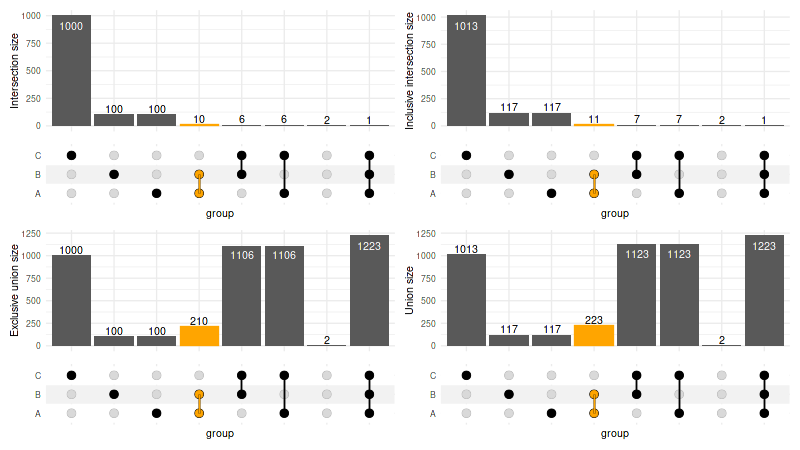 Intersection size
1000
750
500
250
0
1000
100
100
10
6
6
2
1
C
B
A
group
Inclusive intersection size
1000
750
500
250
0
1013
117
117
11
7
7
2
1
C
B
A
group
Exclusive union size
1250
1000
750
500
250
0
1000
100
100
210
1106
1106
2
1223
C
B
A
group
Union size
1250
1000
750
500
250
0
1013
117
117
223
1123
1123
2
1223
C
B
A
group